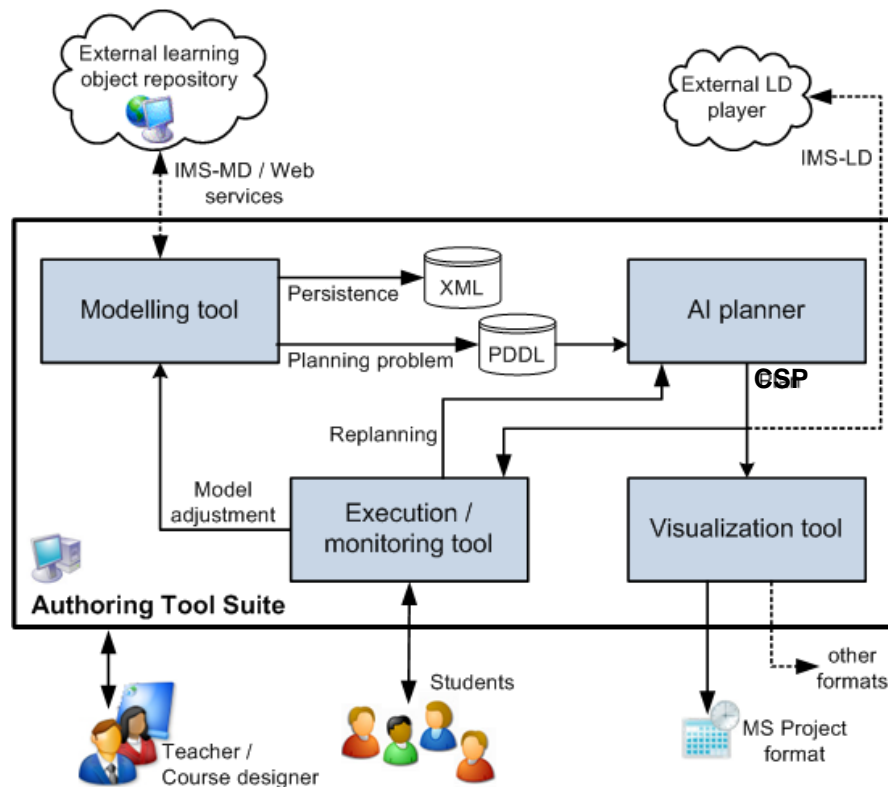 External learning
object repository
External LD
player
IMS-MD / Web
services
IMS-LD
Modelling tool
Persistence
XML
AI planner
Planning problem
PDDL
CSP
Replanning
Model
adjustment
Execution /
monitoring tool
Visualization tool
Authoring Tool Suite
Students
other
formats
Teacher /
Course designer
MS Project
format